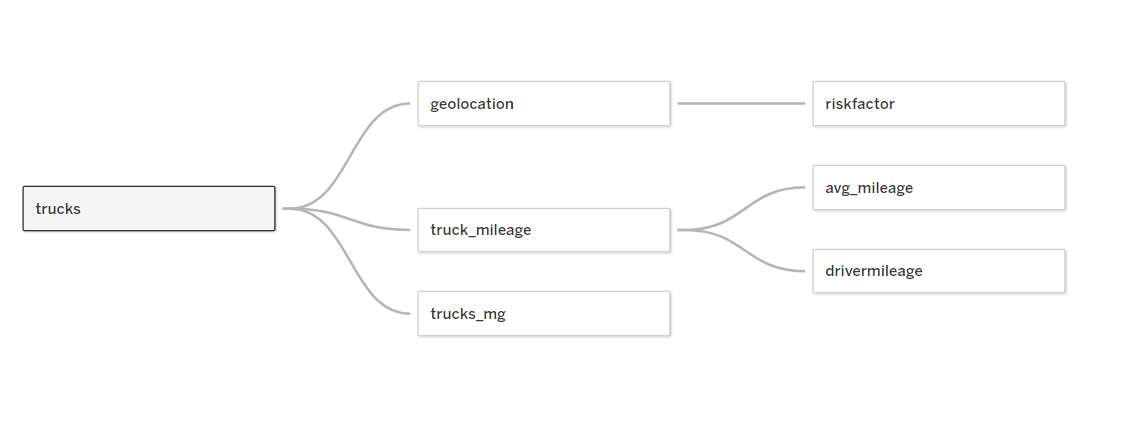 trucks
geolocation
truck_mileage
trucks_mg
riskfactor
avg_mileage
drivermileage